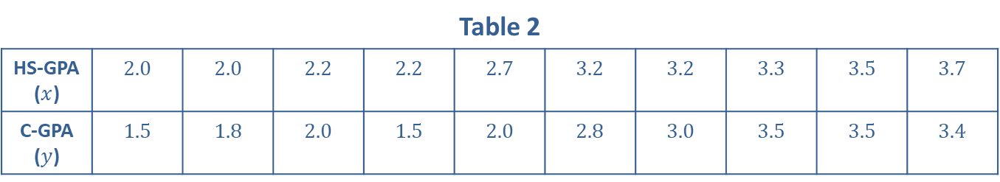 Table 2
HS-GPA (x) 2.0 2.0 2.2 2.2 2.7 3.2 3.2 3.3 3.5 3.7
C-GPA (y) 1.5 1.8 2.0 1.5 2.0 2.8 3.0 3.5 3.5 3.4